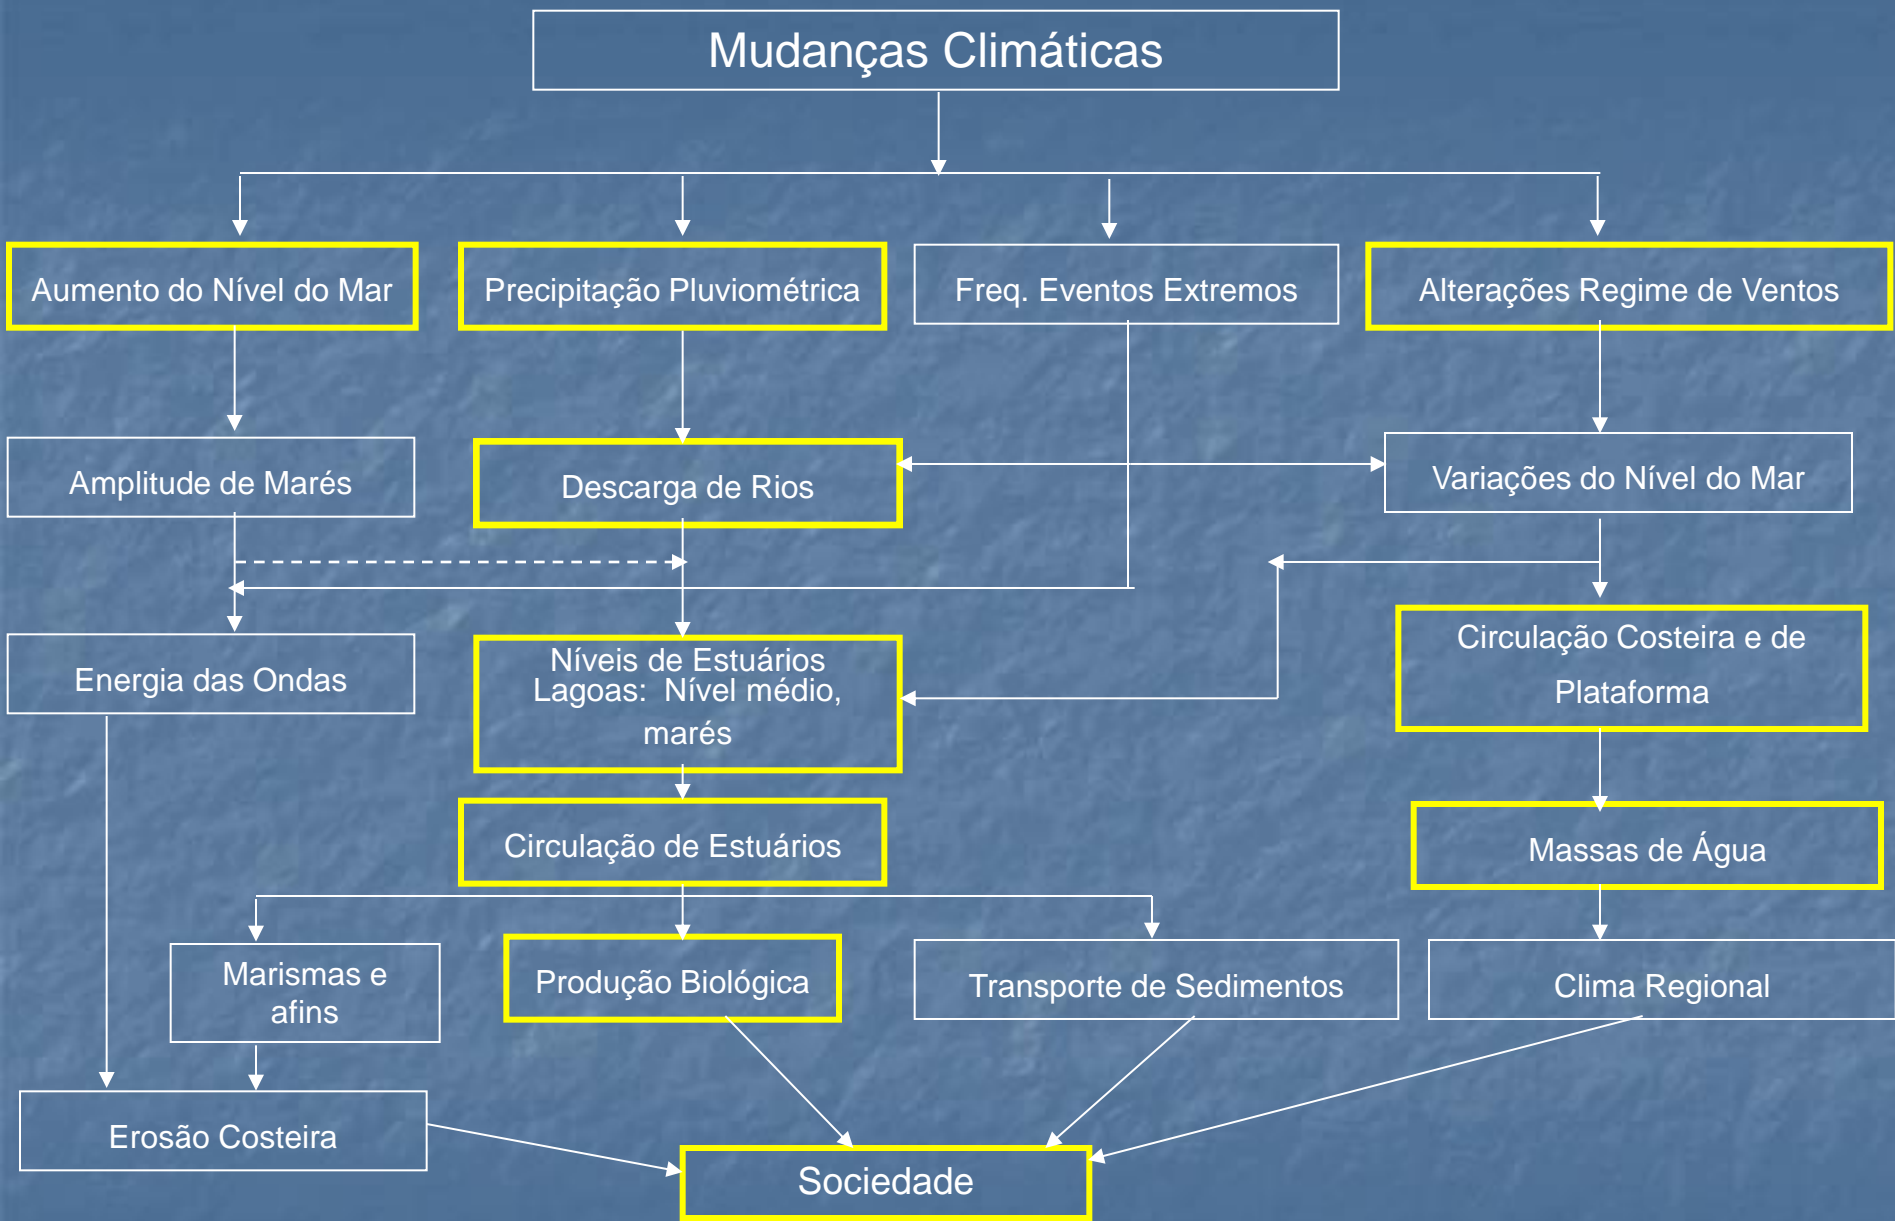 Mudanças Climáticas
Aumento do Nível do Mar
Precipitação Pluviométrica
Freq. Eventos Extremos
Alterações Regime de Ventos
Amplitude de Marés
Descarga de Rios
Variações do Nível do Mar
Energia das Ondas
Níveis de Estuários
Lagoas: Nível médio,
marés
Circulação Costeira e de
Plataforma
Circulação de Estuários
Massas de Água
Marismas e
afins
Produção Biológica
Transporte de Sedimentos
Clima Regional
Erosão Costeira
Sociedade